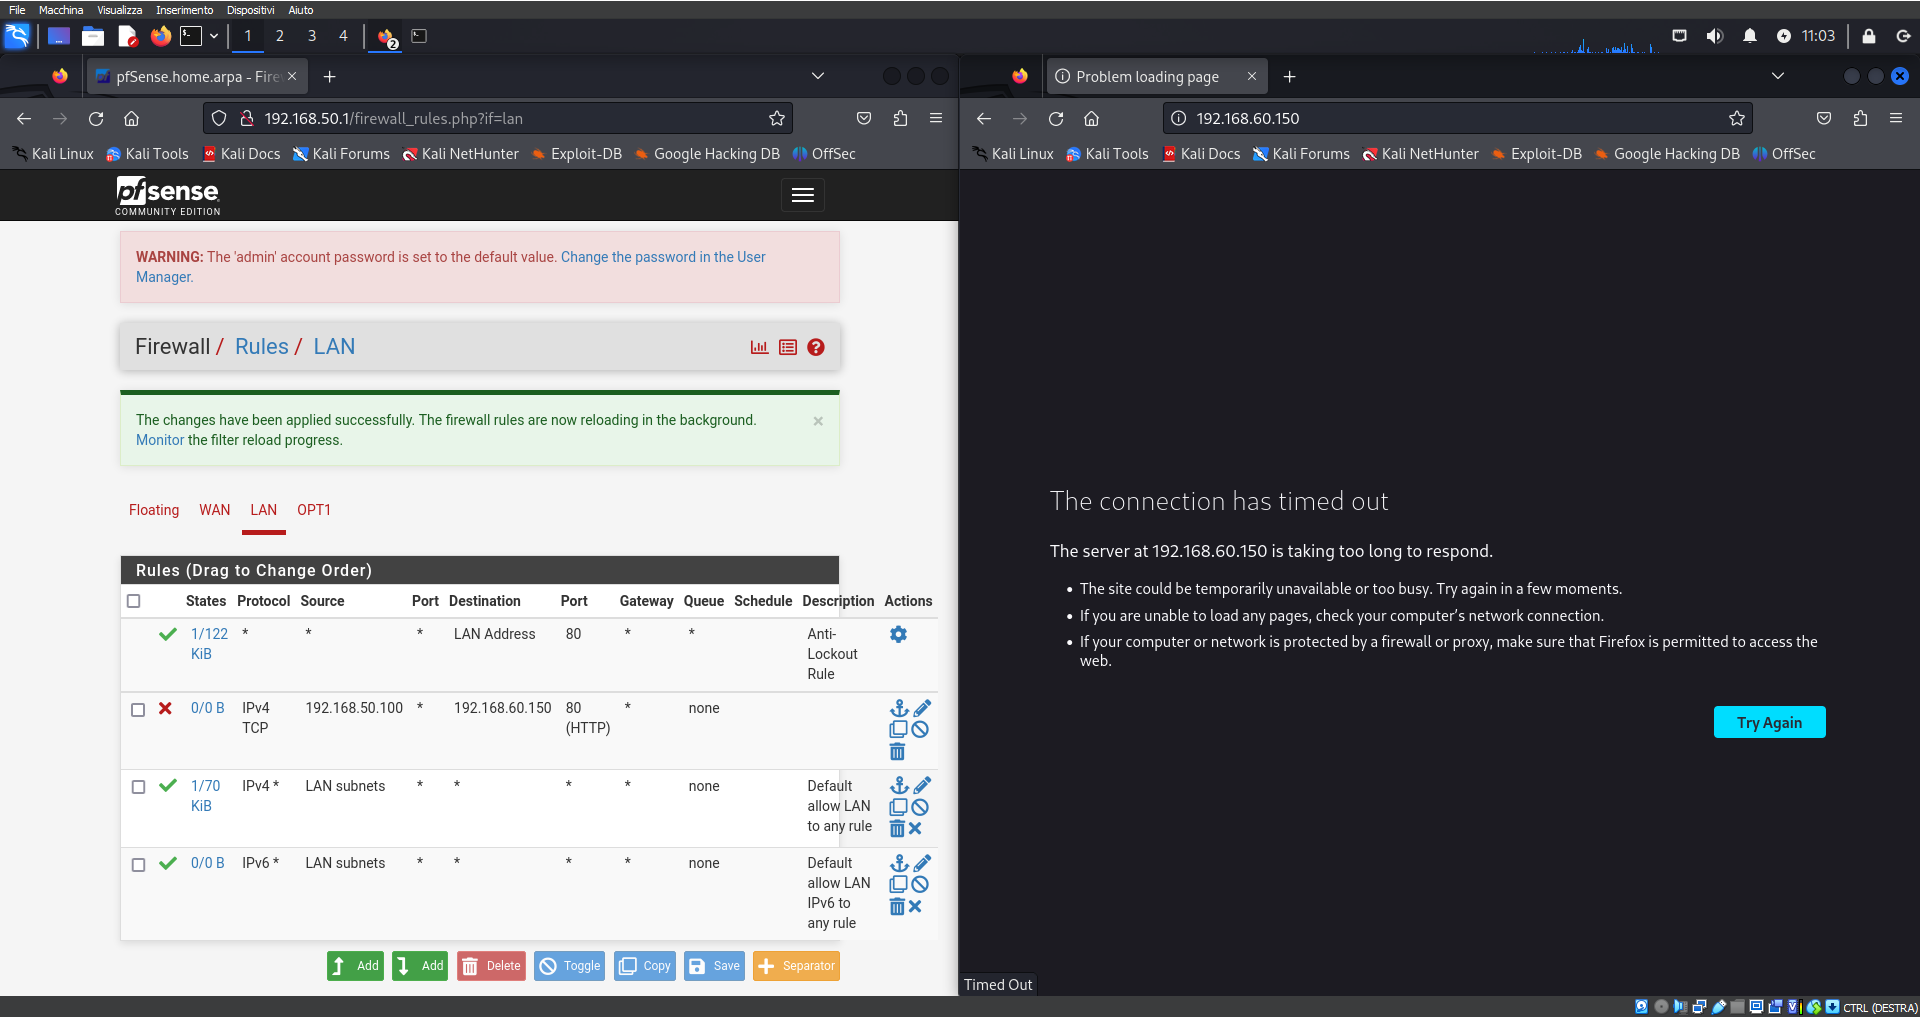 File Macchina Visualizza Inserimento Dispositivi Aiuto
1 2 3 4 2 11:03
pfSense.home.arpa - Fire
192.168.50.1/firewall_rules.php?if=lan
Kali Linux Kali Tools Kali Docs Kali Forums Kali NetHunter Exploit-DB Google Hacking DB OffSec
pfsense
COMMUNITY EDITION
WARNING: The 'admin' account password is set to the default value. Change the password in the User
Manager.
Firewall / Rules / LAN
The changes have been applied successfully. The firewall rules are now reloading in the background.
Monitor the filter reload progress.
Floating WAN LAN OPT1
Rules (Drag to Change Order)
States Protocol Source Port Destination Port Gateway Queue Schedule Description Actions
1/122 * * * LAN Address 80 * * Anti-
KiB Lockout
Rule
0/0 B IPv4 192.168.50.100 * 192.168.60.150 80 * none
TCP (HTTP)
1/70 IPv4 * LAN subnets * * * * none Default
KiB allow LAN
to any rule
0/0 B IPv6 * LAN subnets * * * * none Default
allow LAN
IPv6 to
any rule
Add Add Delete Toggle Copy Save Separator
Problem loading page
192.168.60.150
Kali Linux Kali Tools Kali Docs Kali Forums Kali NetHunter Exploit-DB Google Hacking DB OffSec
The connection has timed out
The server at 192.168.60.150 is taking too long to respond.
• The site could be temporarily unavailable or too busy. Try again in a few moments.
• If you are unable to load any pages, check your computer’s network connection.
• If your computer or network is protected by a firewall or proxy, make sure that Firefox is permitted to access the
web.
Try Again
Timed Out
CTRL (DESTRA)